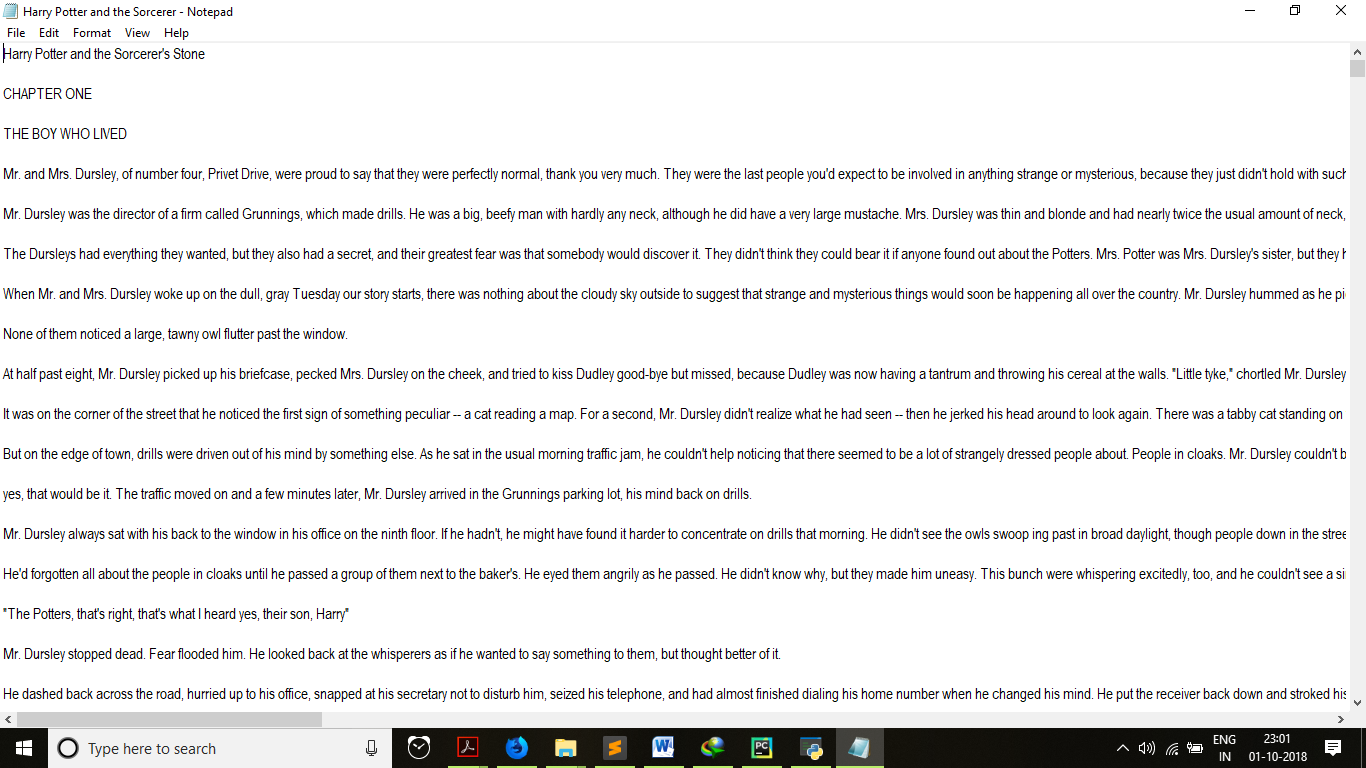 Harry Potter and the Sorcerer - Notepad
File Edit Format View Help
Harry Potter and the Sorcerer's Stone
CHAPTER ONE
THE BOY WHO LIVED
Mr. and Mrs. Dursley, of number four, Privet Drive, were proud to say that they were perfectly normal, thank you very much. They were the last people you'd expect to be involved in anything strange or mysterious, because they just didn't hold with such
Mr. Dursley was the director of a firm called Grunnings, which made drills. He was a big, beefy man with hardly any neck, although he did have a very large mustache. Mrs. Dursley was thin and blonde and had nearly twice the usual amount of neck,
The Dursleys had everything they wanted, but they also had a secret, and their greatest fear was that somebody would discover it. They didn't think they could bear it if anyone found out about the Potters. Mrs. Potter was Mrs. Dursley's sister, but they
When Mr. and Mrs. Dursley woke up on the dull, gray Tuesday our story starts, there was nothing about the cloudy sky outside to suggest that strange and mysterious things would soon be happening all over the country. Mr. Dursley hummed as he
None of them noticed a large, tawny owl flutter past the window.
At half past eight, Mr. Dursley picked up his briefcase, pecked Mrs. Dursley on the cheek, and tried to kiss Dudley good-bye but missed, because Dudley was now having a tantrum and throwing his cereal at the walls. "Little tyke," chortled Mr. Dursley
It was on the corner of the street that he noticed the first sign of something peculiar -- a cat reading a map. For a second, Mr. Dursley didn't realize what he had seen -- then he jerked his head around to look again. There was a tabby cat standing on
But on the edge of town, drills were driven out of his mind by something else. As he sat in the usual morning traffic jam, he couldn't help noticing that there seemed to be a lot of strangely dressed people about. People in cloaks. Mr. Dursley couldn't
yes, that would be it. The traffic moved on and a few minutes later, Mr. Dursley arrived in the Grunnings parking lot, his mind back on drills.
Mr. Dursley always sat with his back to the window in his office on the ninth floor. If he hadn't, he might have found it harder to concentrate on drills that morning. He didn't see the owls swoop ing past in broad daylight, though people down in the
He'd forgotten all about the people in cloaks until he passed a group of them next to the baker's. He eyed them angrily as he passed. He didn't know why, but they made him uneasy. This bunch were whispering excitedly, too, and he couldn't see a
"The Potters, that's right, that's what I heard yes, their son, Harry"
Mr. Dursley stopped dead. Fear flooded him. He looked back at the whisperers as if he wanted to say something to them, but thought better of it.
He dashed back across the road, hurried up to his office, snapped at his secretary not to disturb him, seized his telephone, and had almost finished dialing his home number when he changed his mind. He put the receiver back down and stroked his
Type here to search
W
PC
ENG
IN
23:01
01-10-2018